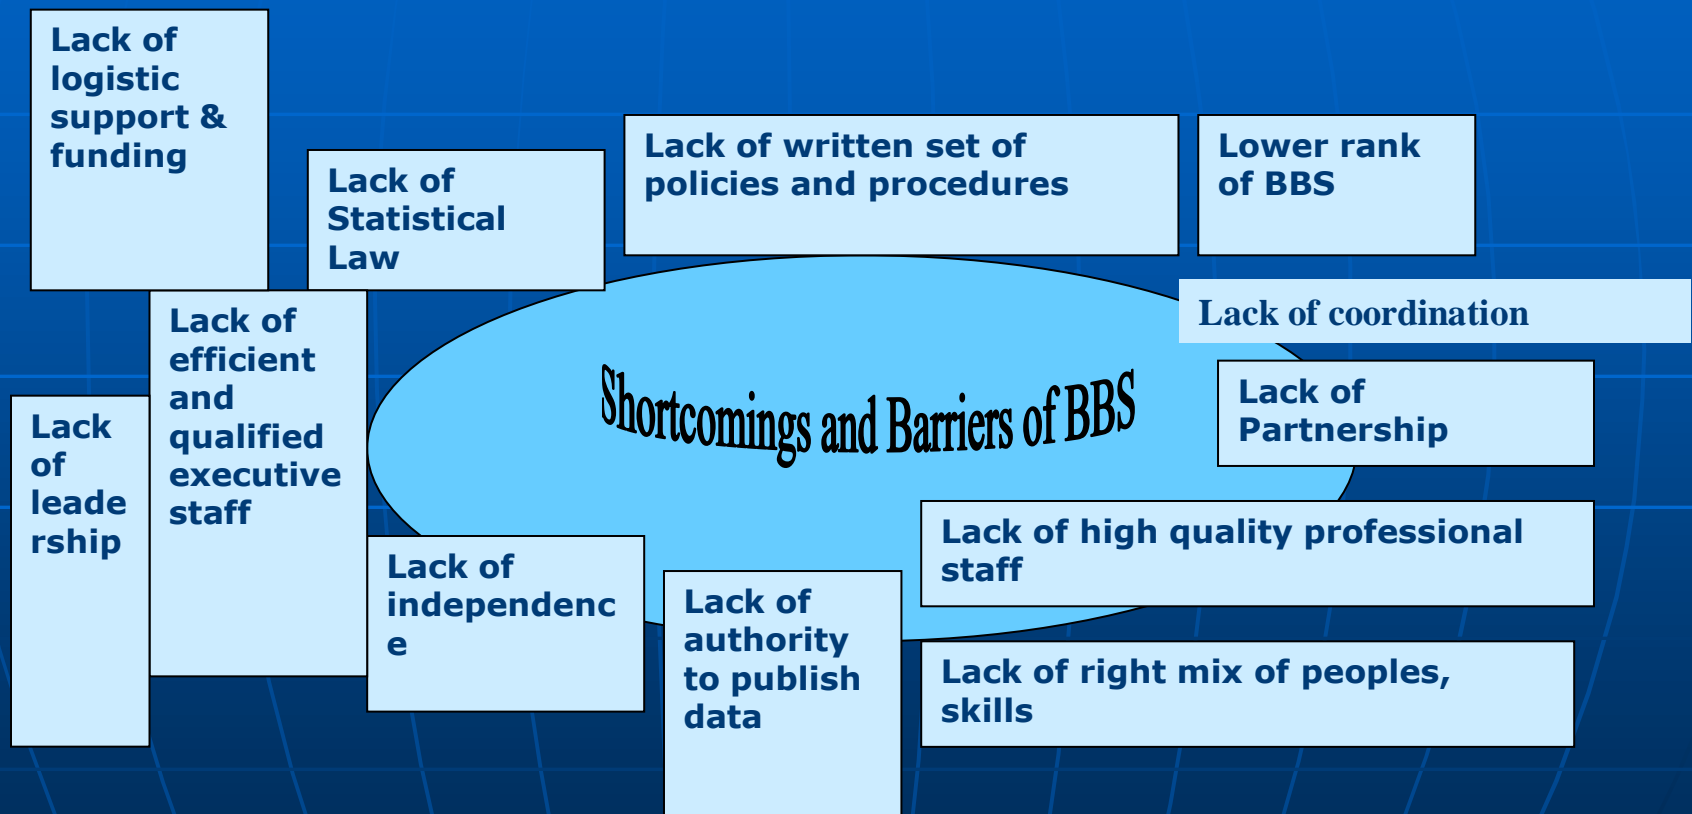 Lack of
logistic
support &
funding
Lack of
Statistical
Law
Lack of written set of
policies and procedures
Lower rank
of BBS
Lack of coordination
Lack of
Partnership
Lack of
efficient
and
qualified
executive
staff
Lack
of
leade
rship
Shortcomings and Barriers of BBS
Lack of high quality professional
staff
Lack of
independenc
e
Lack of
authority
to publish
data
Lack of right mix of peoples,
skills